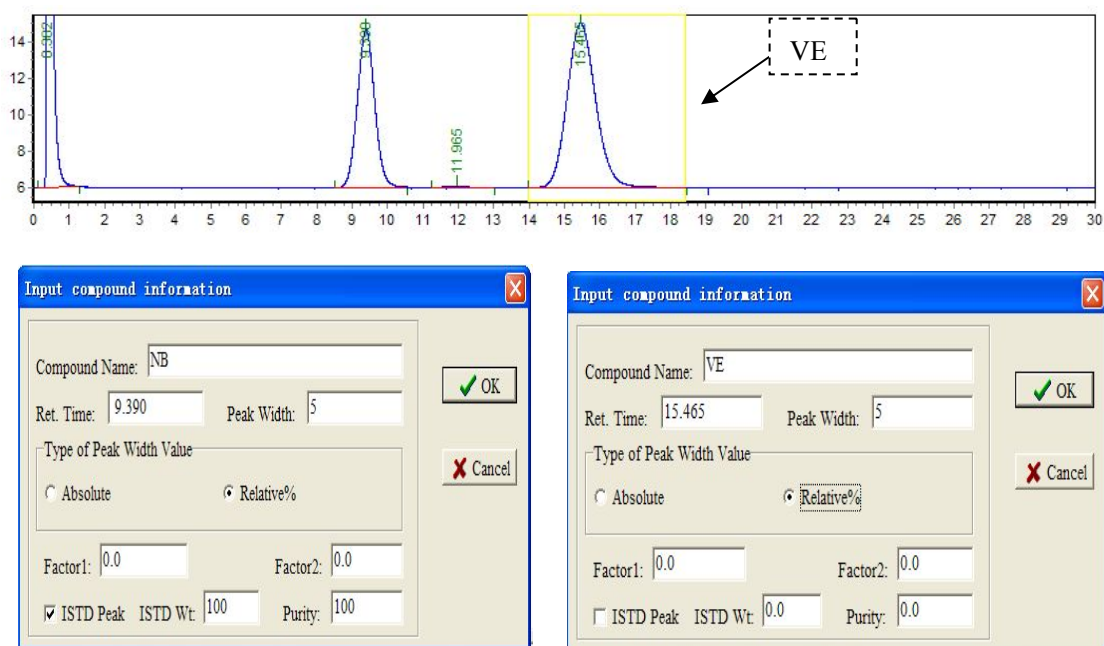 14
12
10
8
6
0.302
9.390
11.965
15.465
VE
0 1 2 3 4 5 6 7 8 9 10 11 12 13 14 15 16 17 18 19 20 21 22 23 24 25 26 27 28 29 30
Input compound information
Compound Name: NB
OK
Ret. Time: 9.390 Peak Width: 5
Type of Peak Width Value
Cancel
Absolute Relative%
Factor1: 0.0 Factor2: 0.0
ISTD Peak ISTD Wt: 100 Purity: 100
Input compound information
Compound Name: VE
OK
Ret. Time: 15.465 Peak Width: 5
Type of Peak Width Value
Cancel
Absolute Relative%
Factor1: 0.0 Factor2: 0.0
ISTD Peak ISTD Wt: 0.0 Purity: 0.0